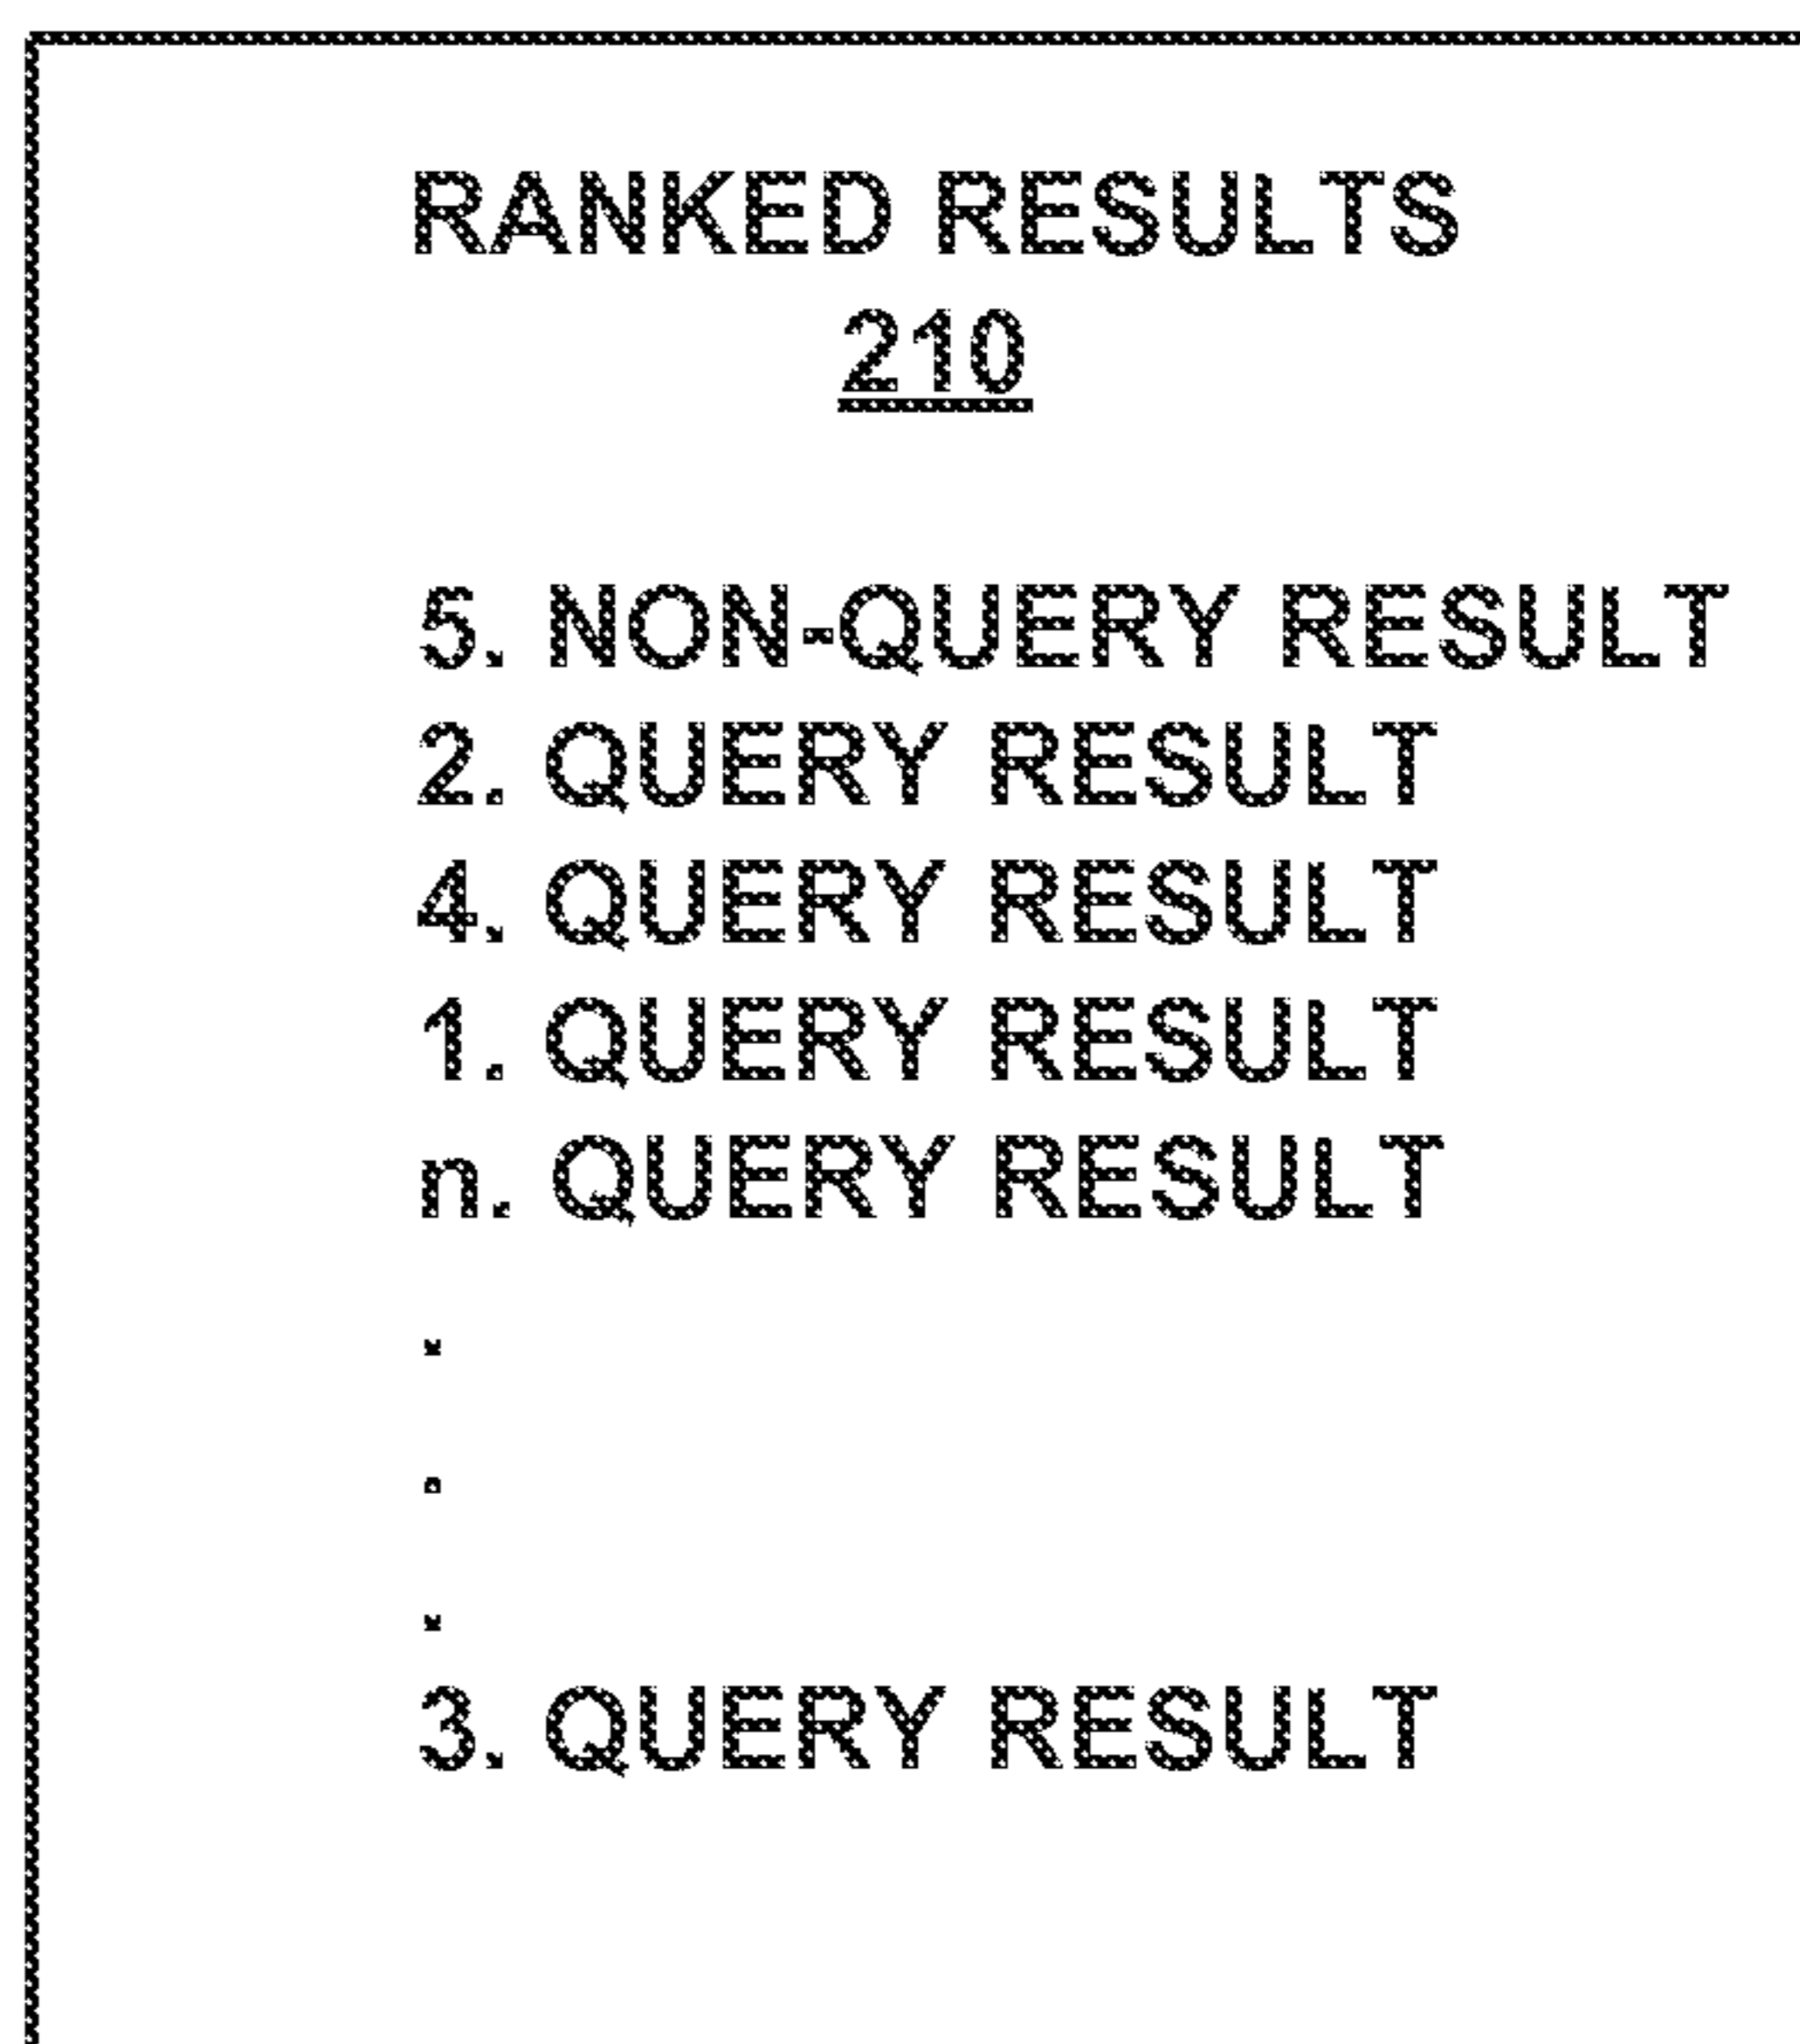 RANKED RESULTS
210
5. NON-QUERY RESULT
2. QUERY RESULT
4. QUERY RESULT
1. QUERY RESULT
n. QUERY RESULT
.
.
.
3. QUERY RESULT